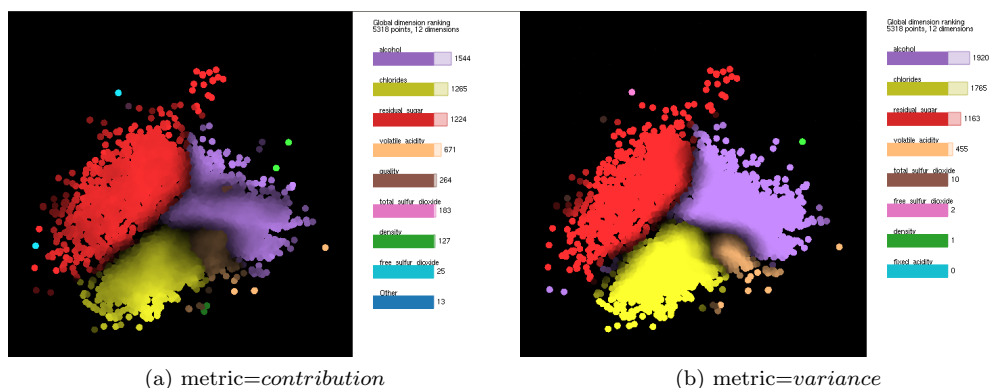 Global dimension ranking
5318 points, 12 dimensions
alcohol
1544
chlorides
1265
residual_sugar
1224
volatile_acidity
671
quality
264
total_sulfur_dioxide
183
density
127
free_sulfur_dioxide
25
Other
13
(a) metric=contribution
Global dimension ranking
5318 points, 12 dimensions
alcohol
1920
chlorides
1765
residual_sugar
1163
volatile_acidity
455
total_sulfur_dioxide
10
free_sulfur_dioxide
2
density
1
fixed_acidity
0
(b) metric=variance